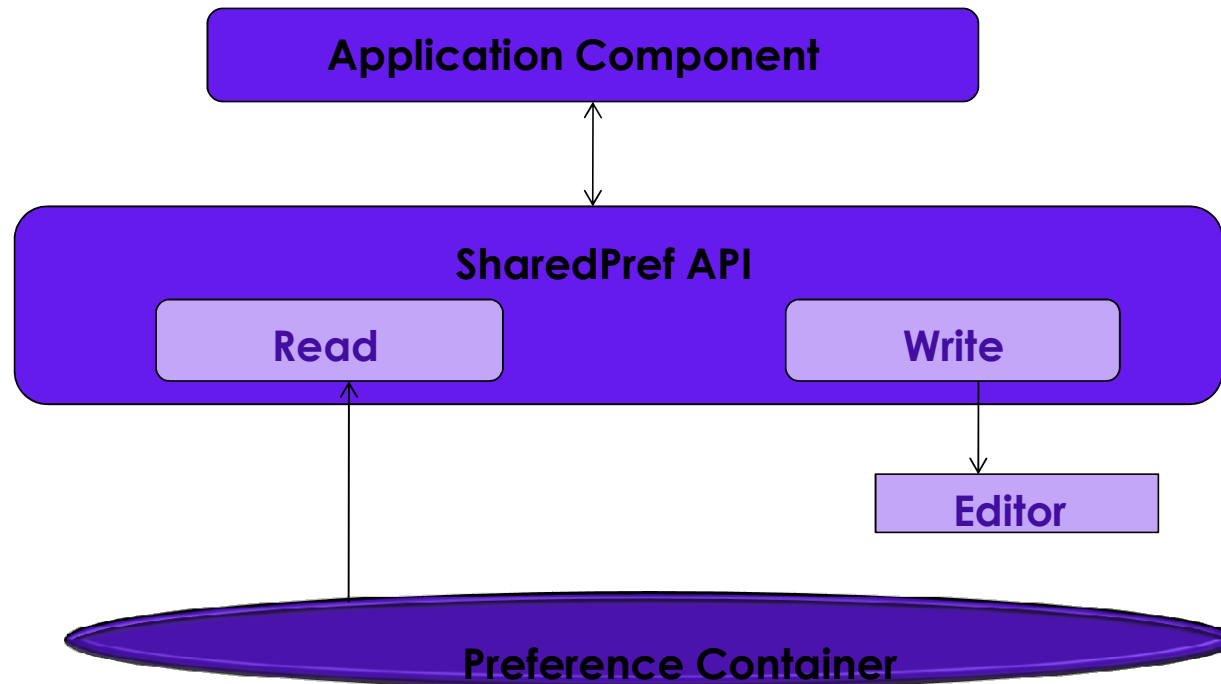 Application Component
SharedPref API
Read
Write
Editor
Preference Container